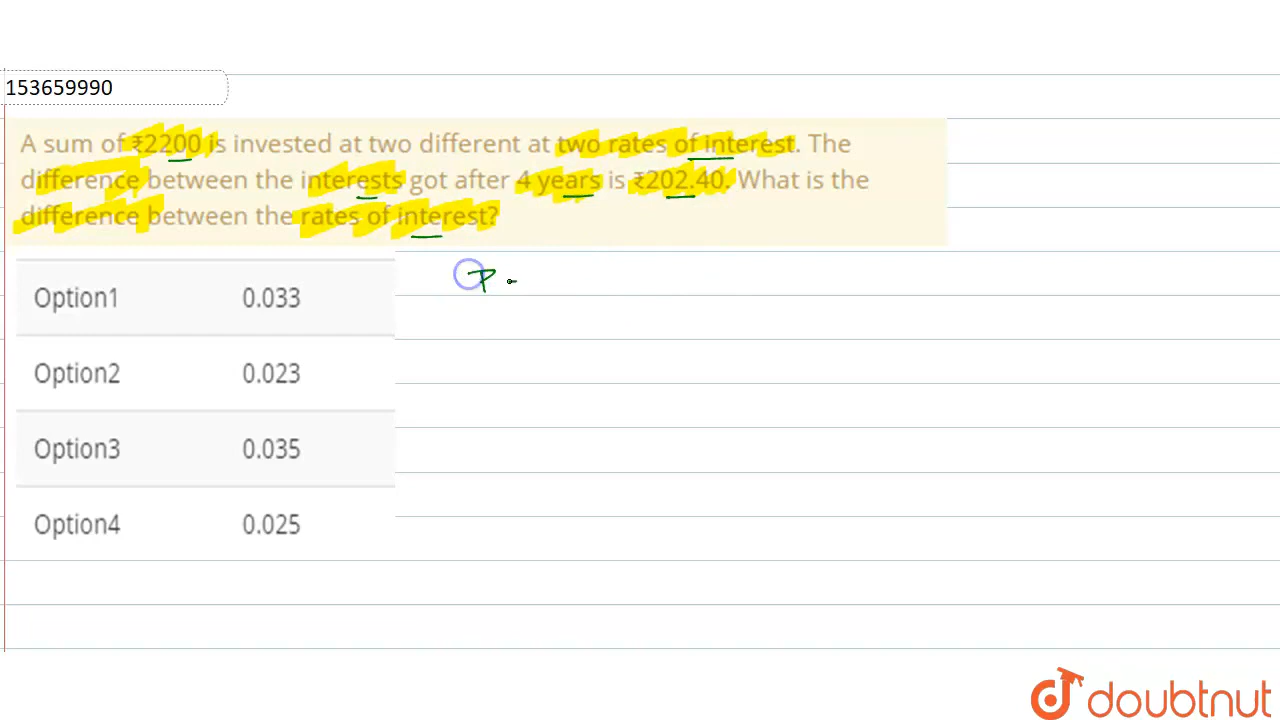 153659990
A sum of ₹2200 is invested at two different at two rates of interest. The
difference between the interests got after 4 years is ₹202.40. What is the
difference between the rates of interest?
P -
Option1 0.033
Option2 0.023
Option3 0.035
Option4 0.025
doubtnut